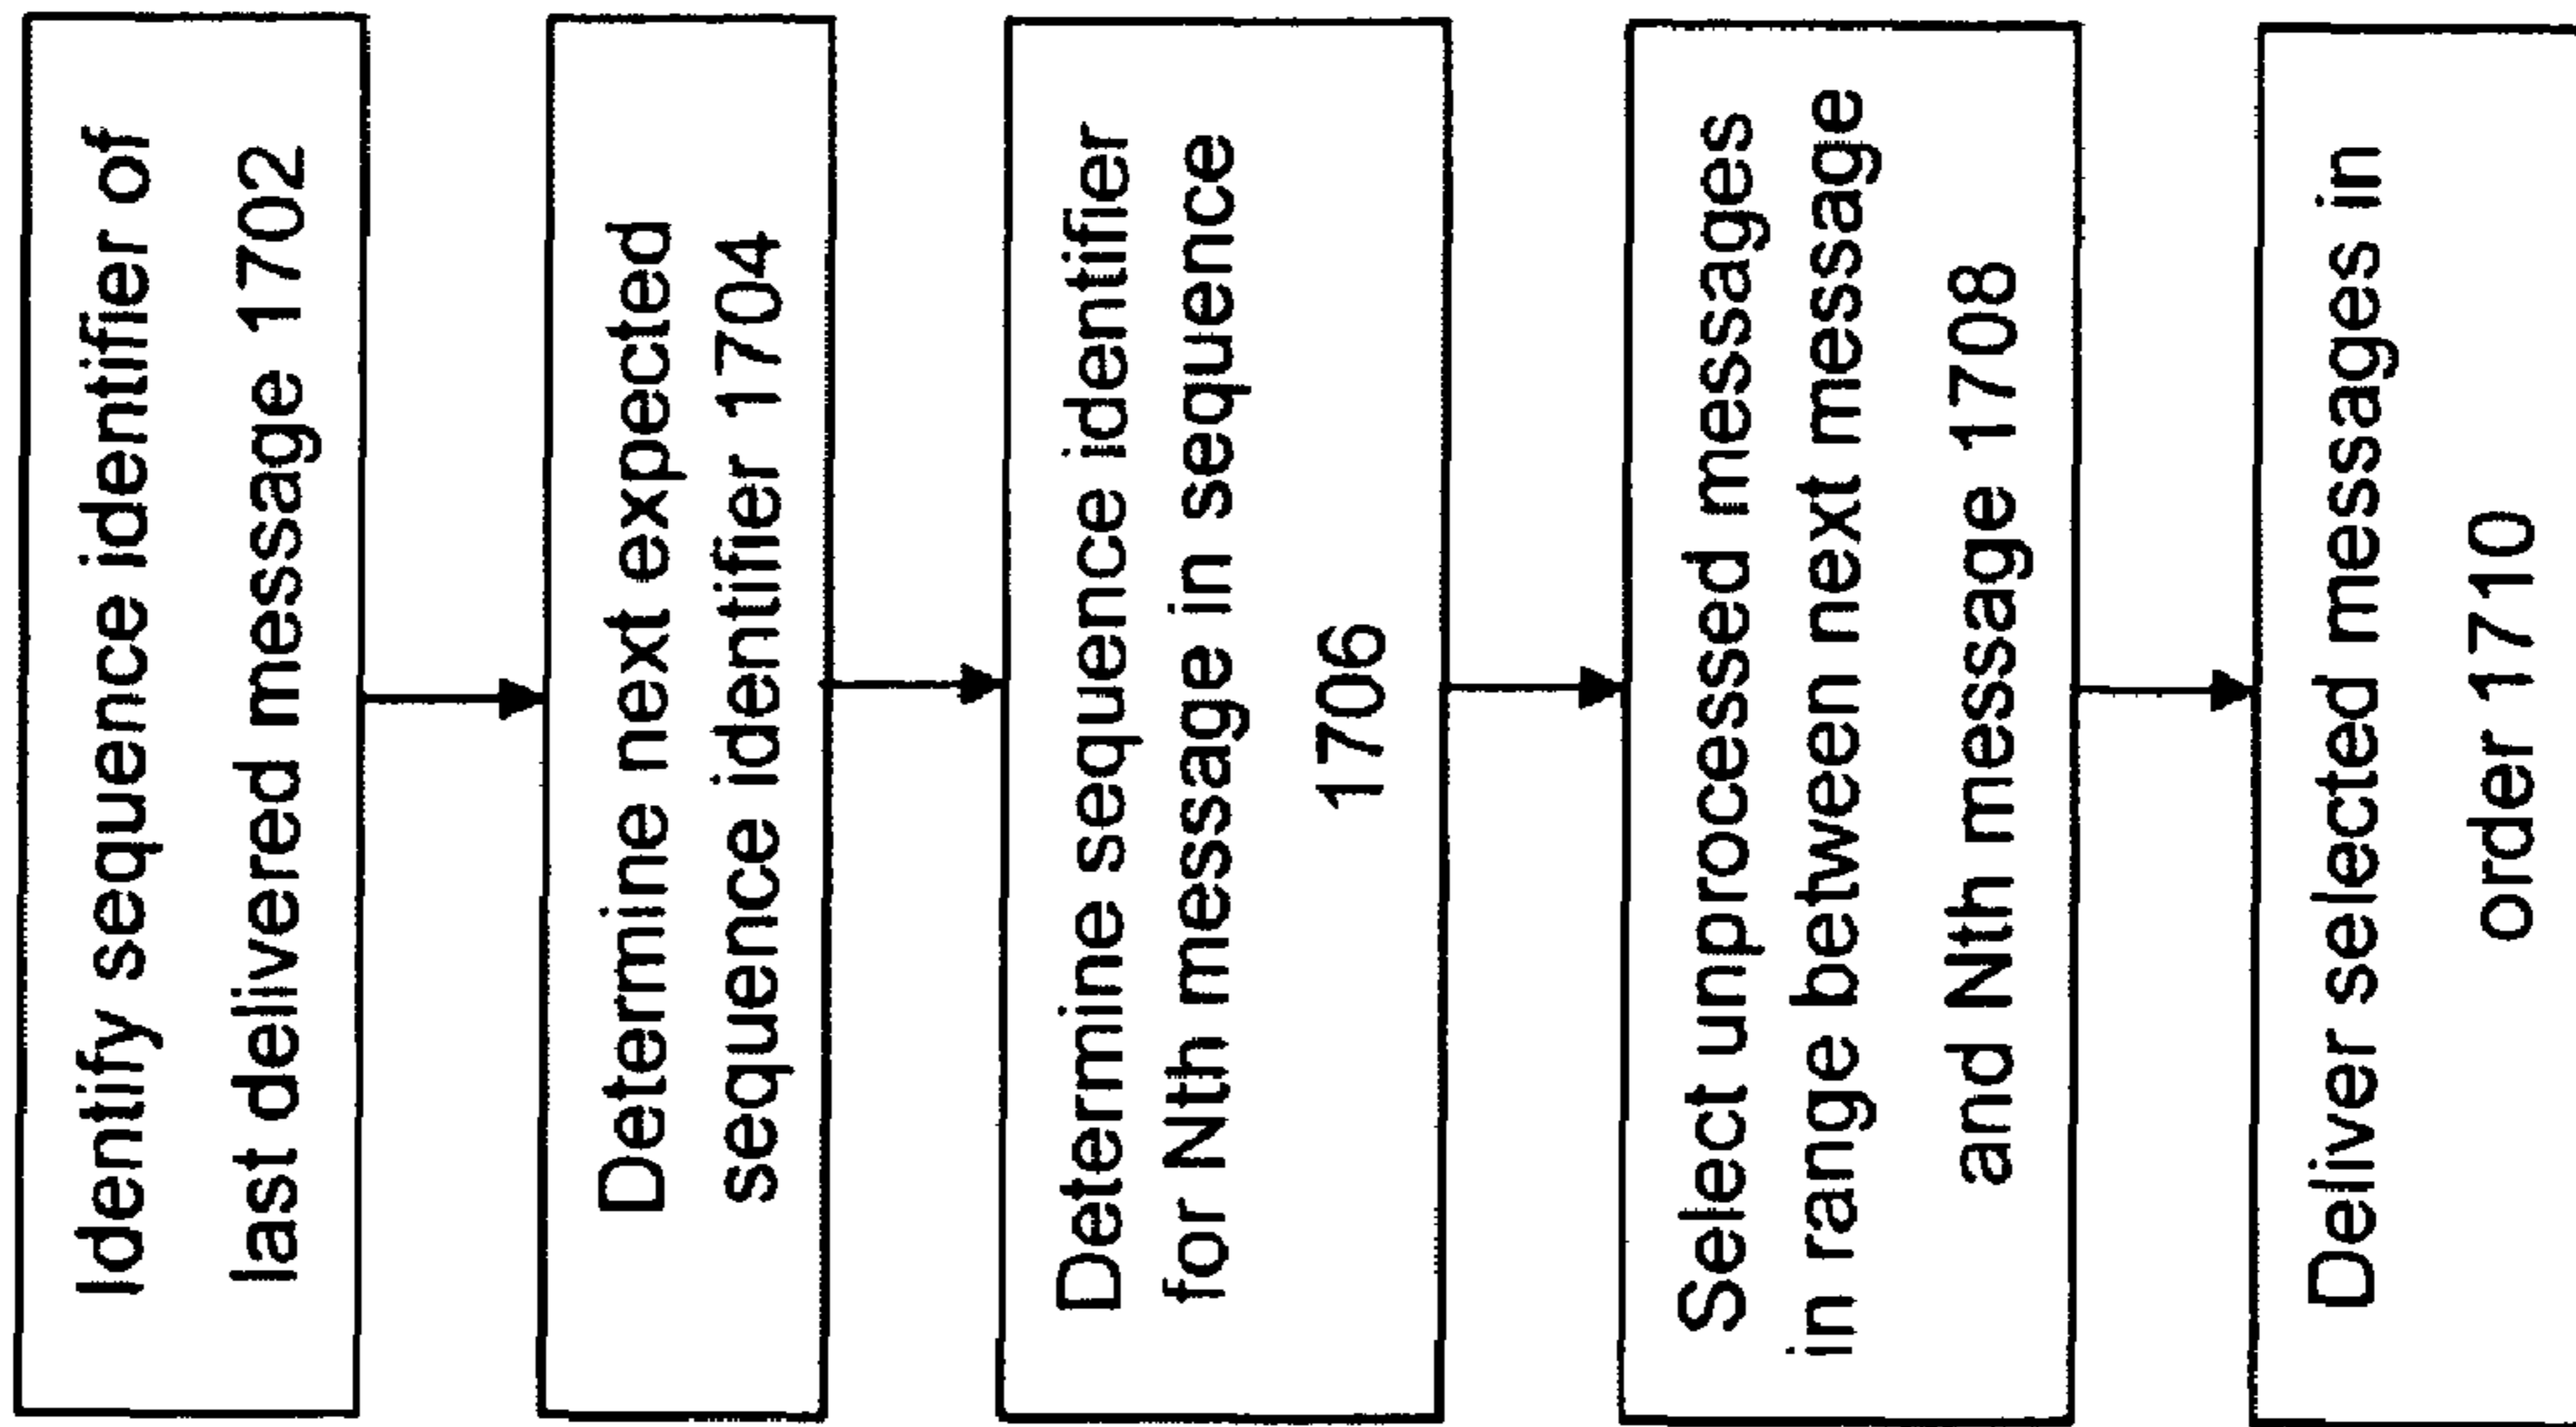 Identify sequence identifier of
last delivered message 1702
Determine next expected
sequence identifier 1704
Determine sequence identifier
for Nth message in sequence
1706
Select unprocessed messages
in range between next message
and Nth message 1708
Deliver selected messages in
order 1710